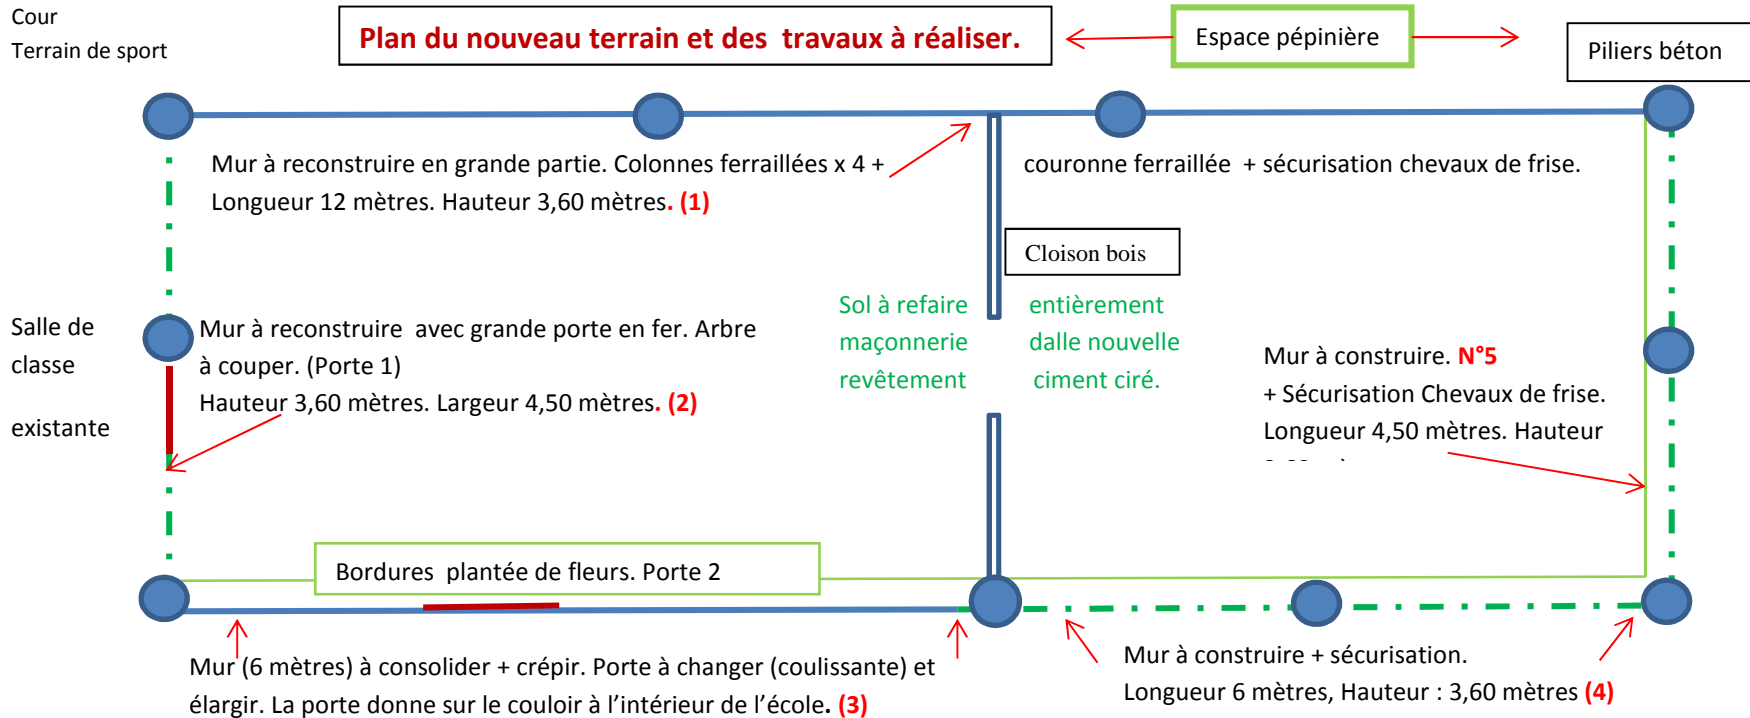 Cour
Terrain de sport
Plan du nouveau terrain et des travaux à réaliser.
Espace pépinière
Piliers béton
Mur à reconstruire en grande partie. Colonnes ferraillées x 4 +
couronne ferraillée + sécurisation chevaux de frise.
Longueur 12 mètres. Hauteur 3,60 mètres. (1)
Cloison bois
Sol à refaire entièrement
maçonnerie dalle nouvelle
revêtement ciment ciré.
Salle de
classe
existante
Mur à reconstruire avec grande porte en fer. Arbre
à couper. (Porte 1)
Hauteur 3,60 mètres. Largeur 4,50 mètres. (2)
Mur à construire. N°5
+ Sécurisation Chevaux de frise.
Longueur 4,50 mètres. Hauteur
Bordures plantée de fleurs. Porte 2
Mur (6 mètres) à consolider + crépir. Porte à changer (coulissante) et
élargir. La porte donne sur le couloir à l’intérieur de l’école. (3)
Mur à construire + sécurisation.
Longueur 6 mètres, Hauteur : 3,60 mètres (4)